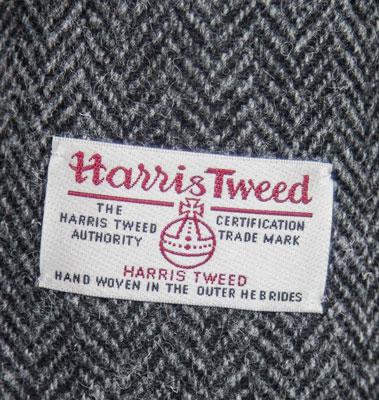 Harris Tweed
THE HARRIS TWEED AUTHORITY
CERTIFICATION TRADE MARK
HARRIS TWEED
HAND WOVEN IN THE OUTER HEBRIDES